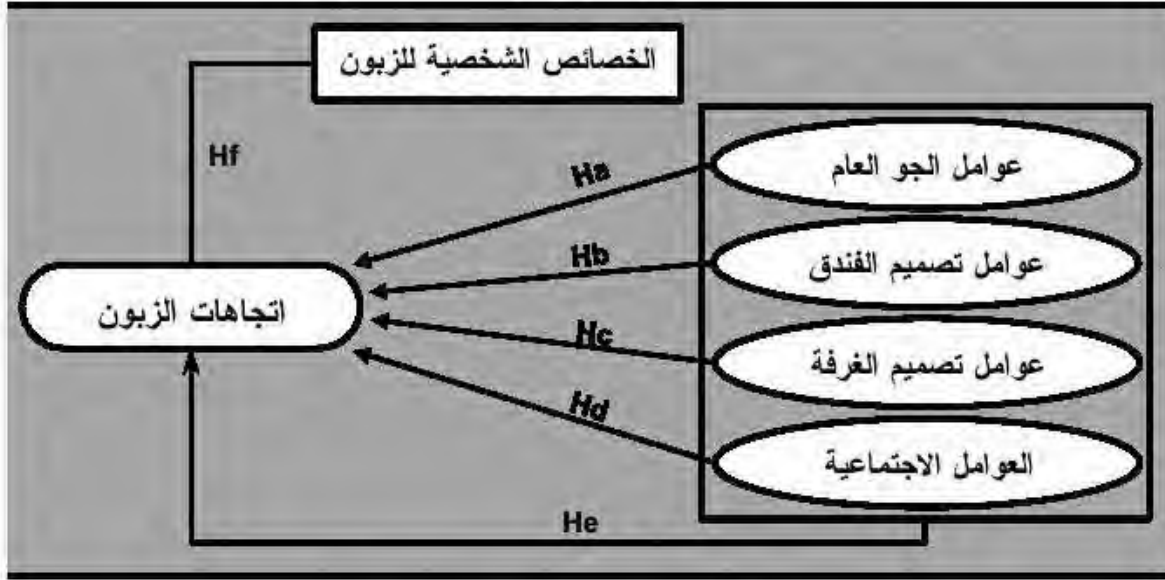 الخصائص الشخصية للزبون
Hf
عوامل الجو العام
Ha
عوامل تصميم الفندق
Hb
اتجاهات الزبون
عوامل تصميم الغرفة
Hc
Hd
العوامل الاجتماعية
He